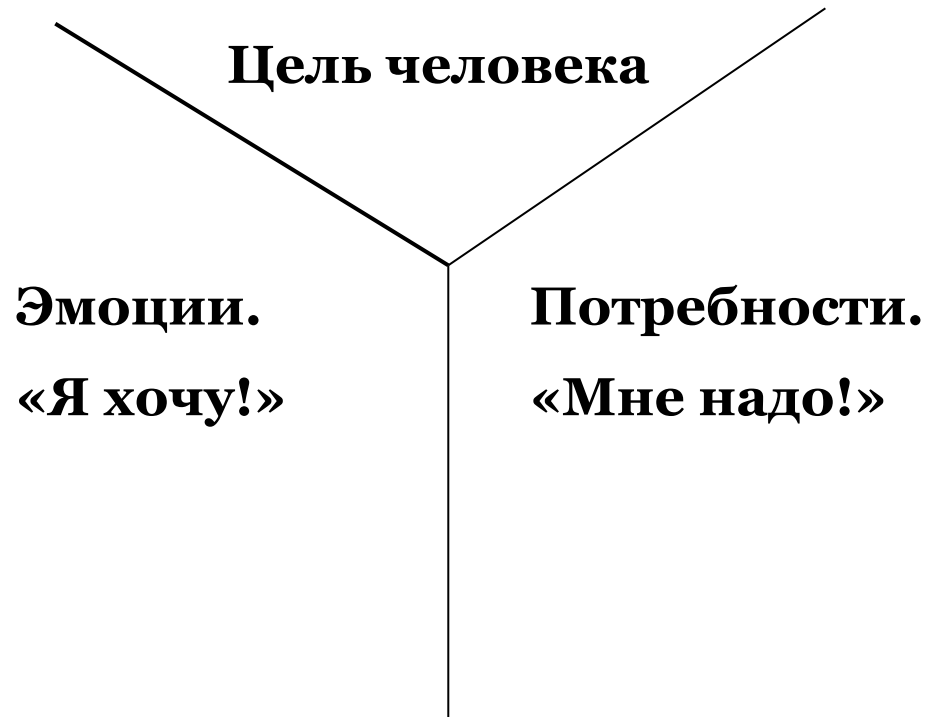 Цель человека
Эмоции.
«Я хочу!»
Потребности.
«Мне надо!»